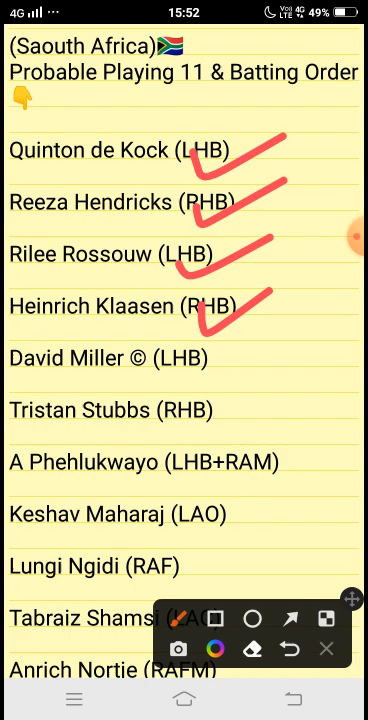 4G
15:52
Vo)) 4G
LTE
49%
(Saouth Africa)🇿🇦
Probable Playing 11 & Batting Order
👇
Quinton de Kock (LHB)
Reeza Hendricks (RHB)
Rilee Rossouw (LHB)
Heinrich Klaasen (RHB)
David Miller © (LHB)
Tristan Stubbs (RHB)
A Phehlukwayo (LHB+RAM)
Keshav Maharaj (LAO)
Lungi Ngidi (RAF)
Tabraiz Shamsi (LAC)
Anrich Nortje (RAFM)